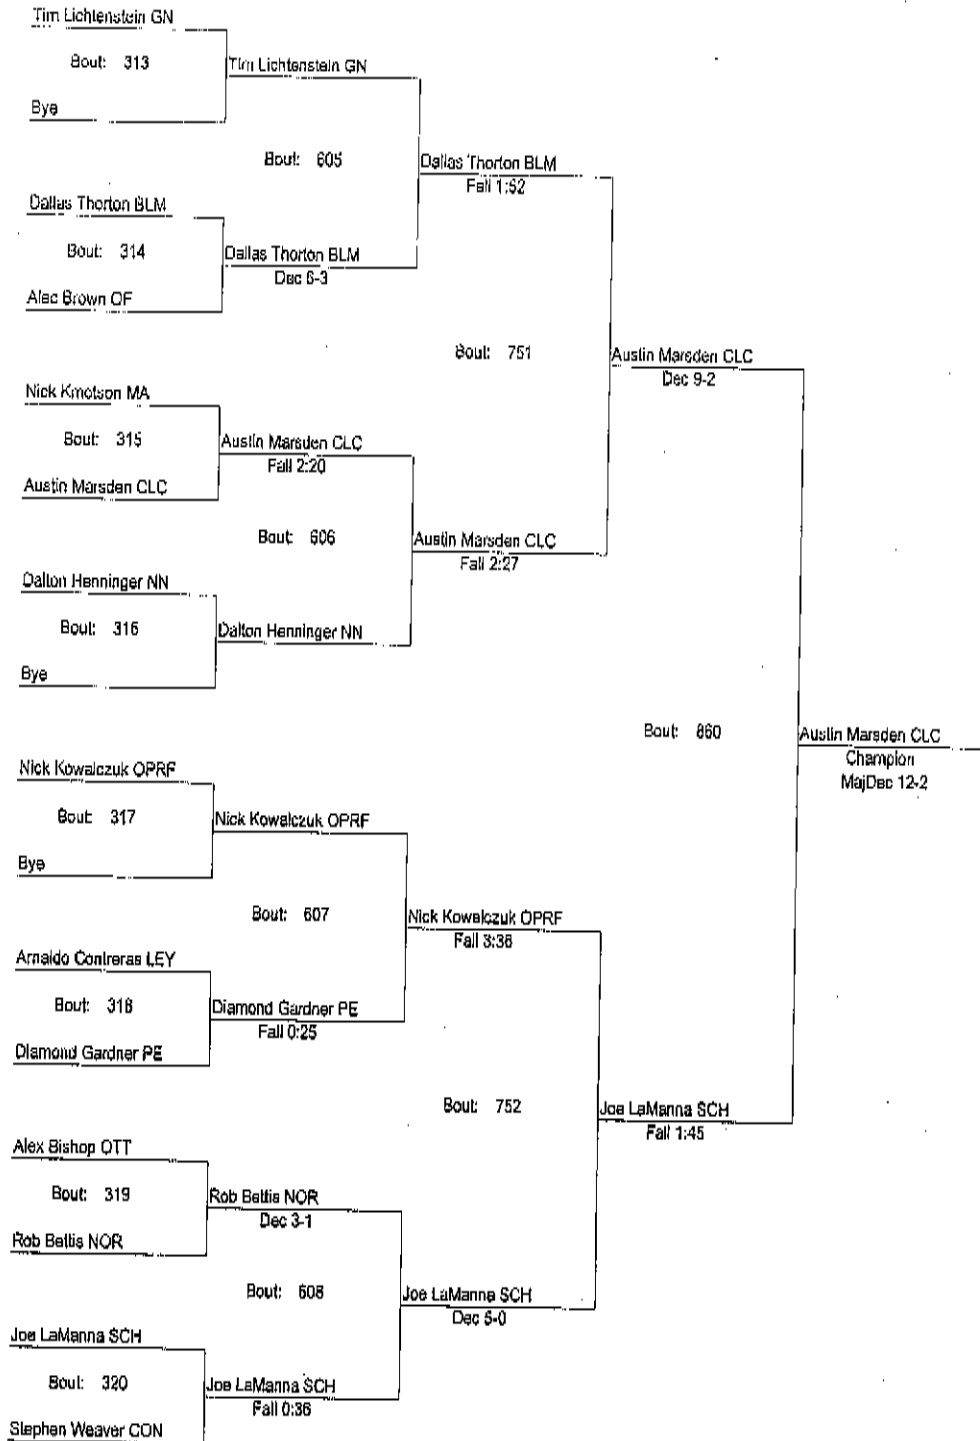 Tim Lichtenstein GN
Bout: 313
Tim Lichtenstein GN
Bye
Bout: 605
Dallas Thorton BLM
Fall 1:52
Dallas Thorton BLM
Bout: 314
Dallas Thorton BLM
Dec 6-3
Alec Brown OF
Bout: 751
Austin Marsden CLC
Dec 9-2
Nick Kmotson MA
Bout: 315
Austin Marsden CLC
Fall 2:20
Austin Marsden CLC
Bout: 606
Austin Marsden CLC
Fall 2:27
Dalton Henninger NN
Bout: 316
Dalton Henninger NN
Bye
Bout: 860
Austin Marsden CLC
Champion
MajDec 12-2
Nick Kowalczuk OPRF
Bout: 317
Nick Kowalczuk OPRF
Bye
Bout: 607
Nick Kowalczuk OPRF
Fall 3:38
Arnaldo Contreras LEY
Bout: 318
Diamond Gardner PE
Fall 0:25
Diamond Gardner PE
Bout: 752
Joe LaManna SCH
Fall 1:45
Alex Bishop OTT
Bout: 319
Rob Bettis NOR
Dec 3-1
Rob Bettis NOR
Bout: 608
Joe LaManna SCH
Dec 5-0
Joe LaManna SCH
Bout: 320
Joe LaManna SCH
Fall 0:36
Stephen Weaver CON